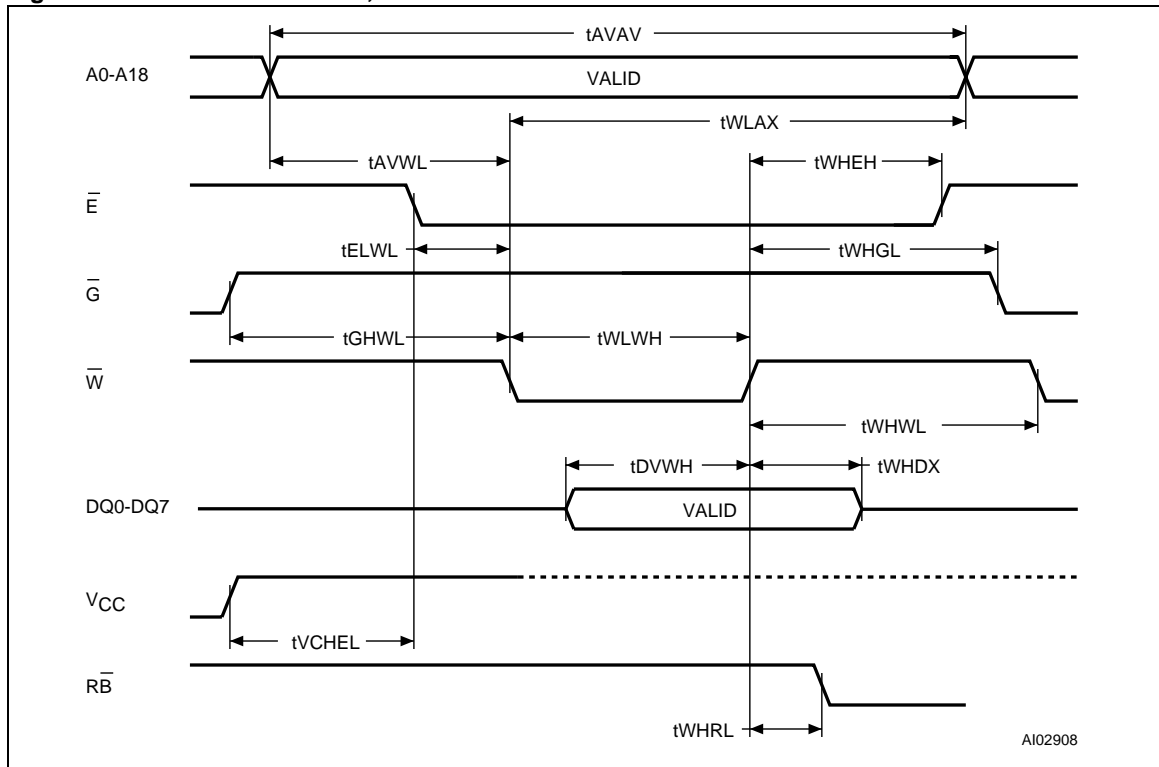 tAVAV
A0-A18
VALID
tWLAX
tAVWL
tWHEH
E̅
tELWL
tWHGL
G̅
tGHWL
tWLWH
W̅
tWHWL
tDVWH
tWHDX
DQ0-DQ7
VALID
VCC
tVCHEL
RB̅
tWHRL
AI02908